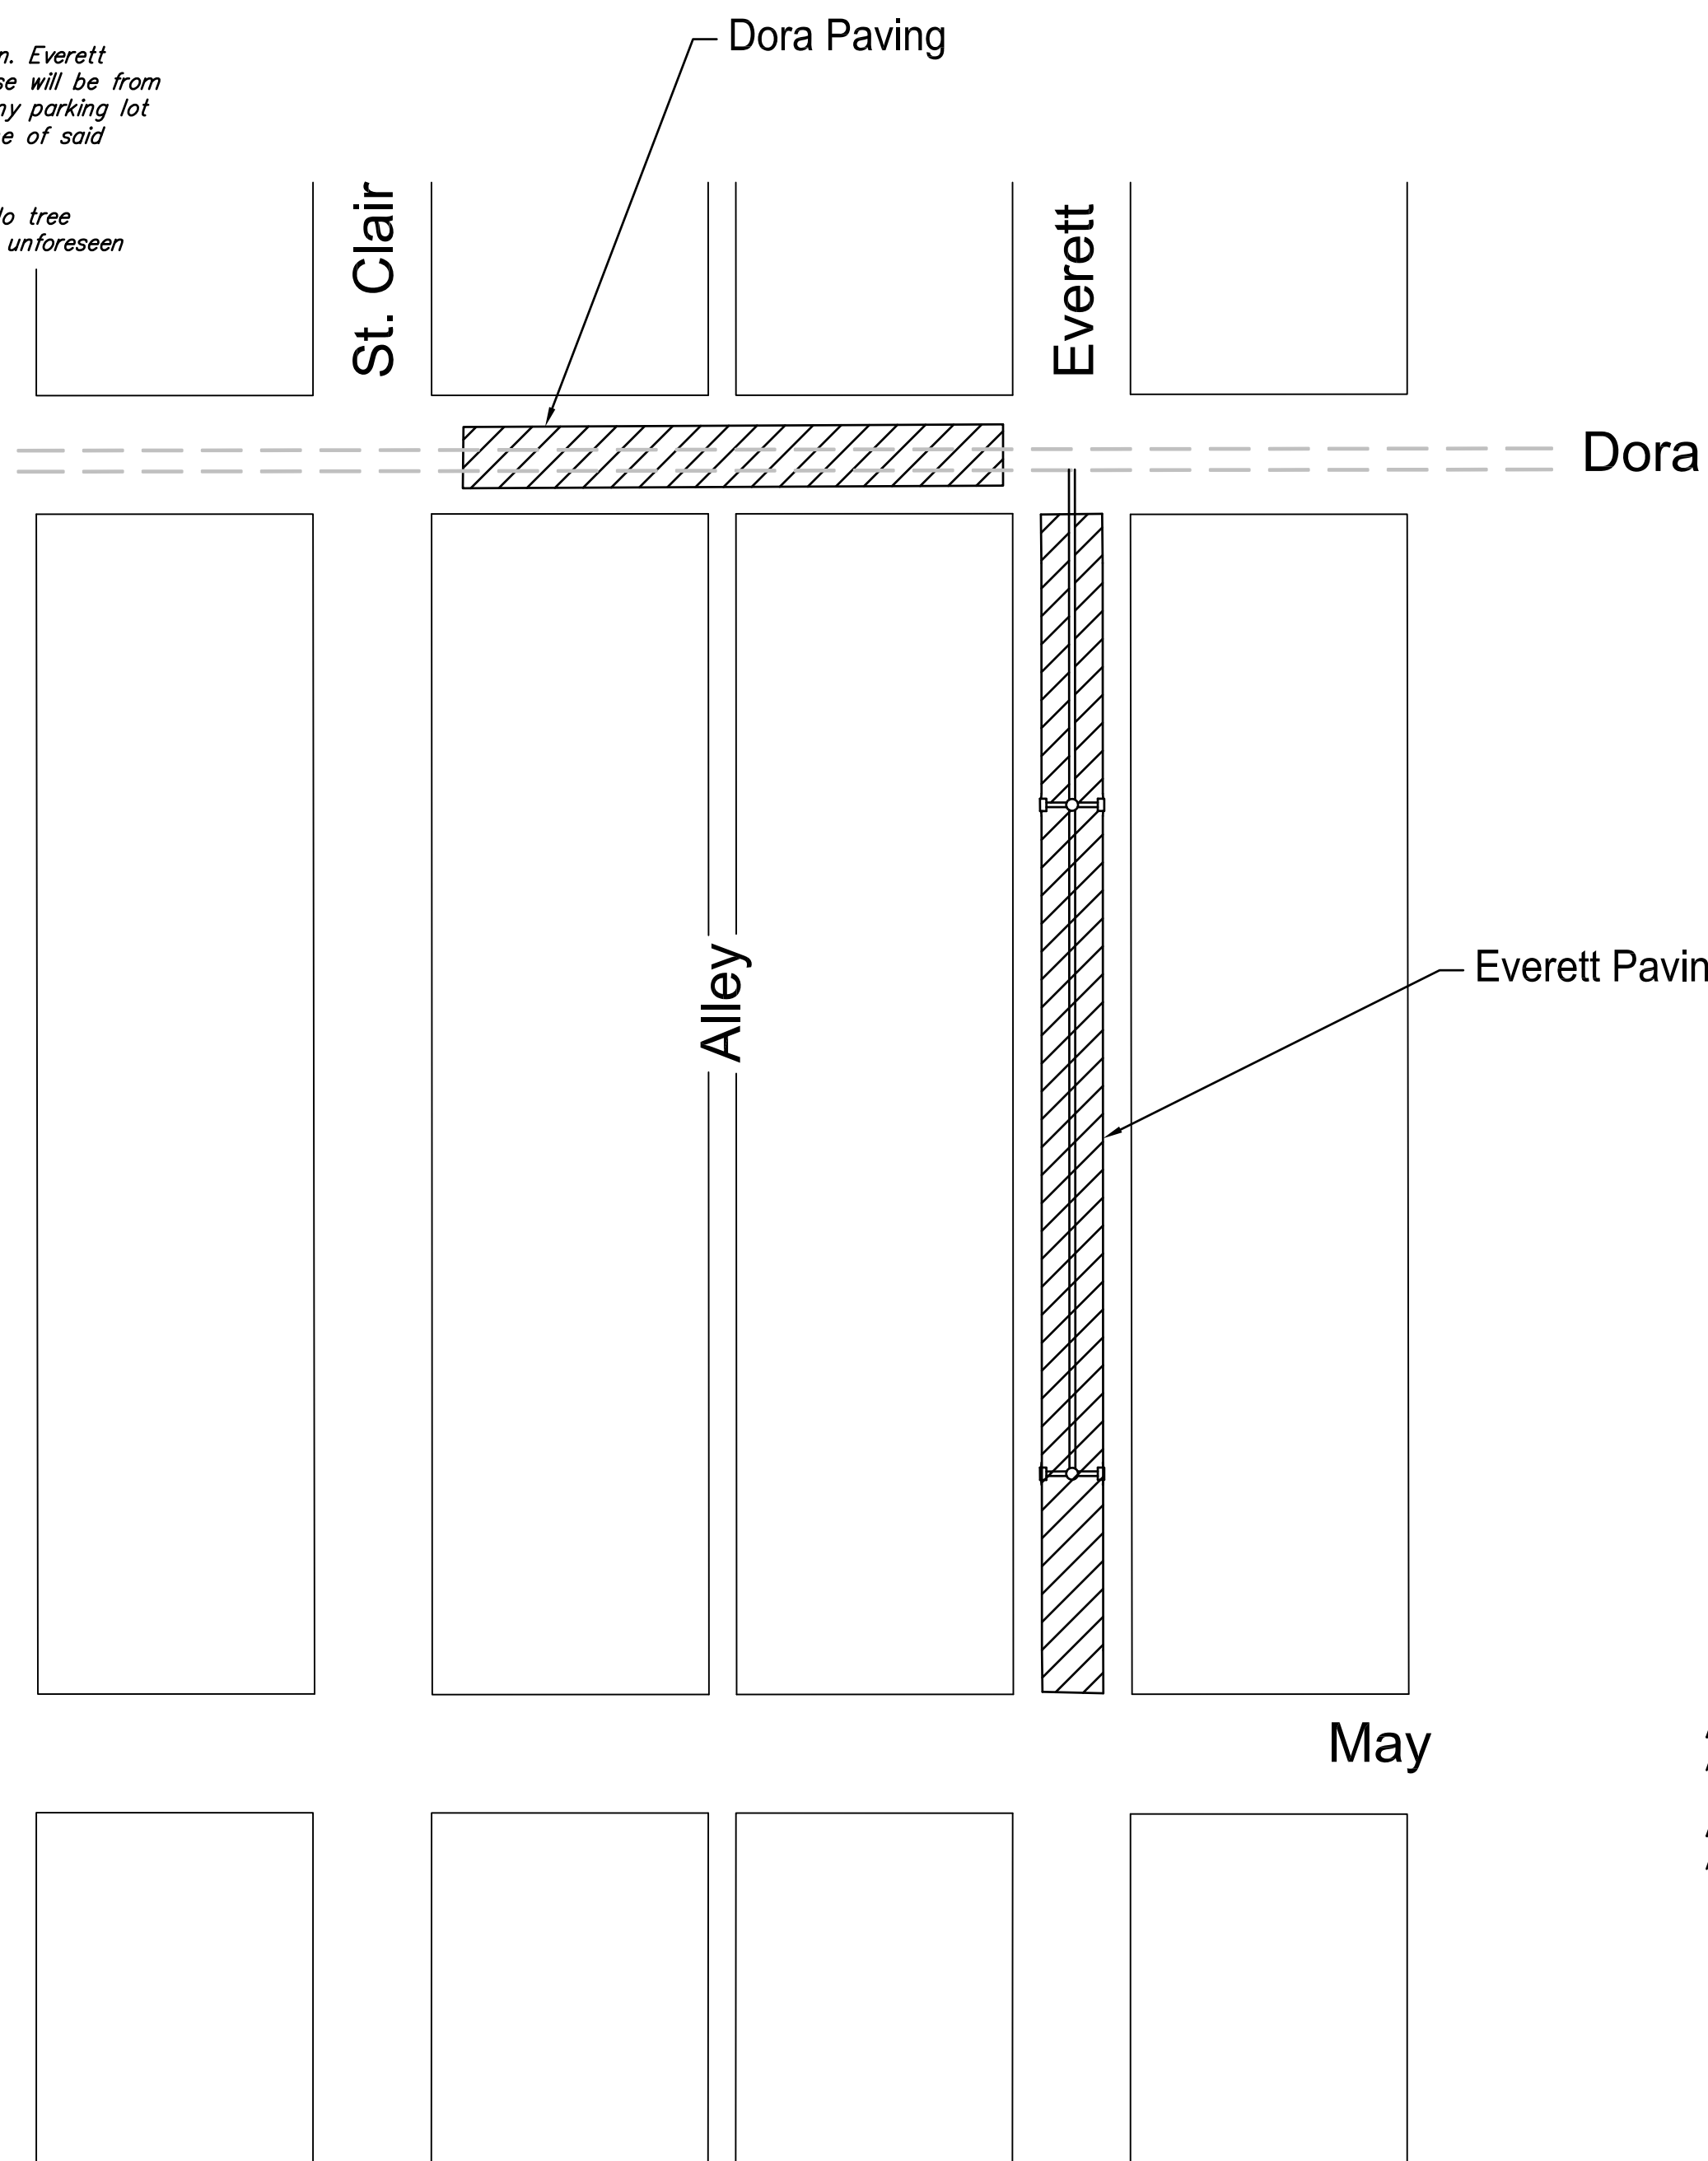 Dora Paving
Everett
se will be from
ny parking lot
e of said
tree
unforeseen
St. Clair
Everett
Dora
Alley
Everett Pavin
May